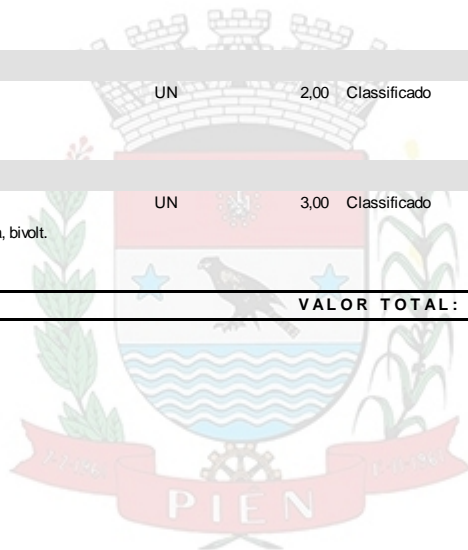 UN 2,00 Classificado
UN 3,00 Classificado
, bivolt.
VALOR TOTAL:
PIEN